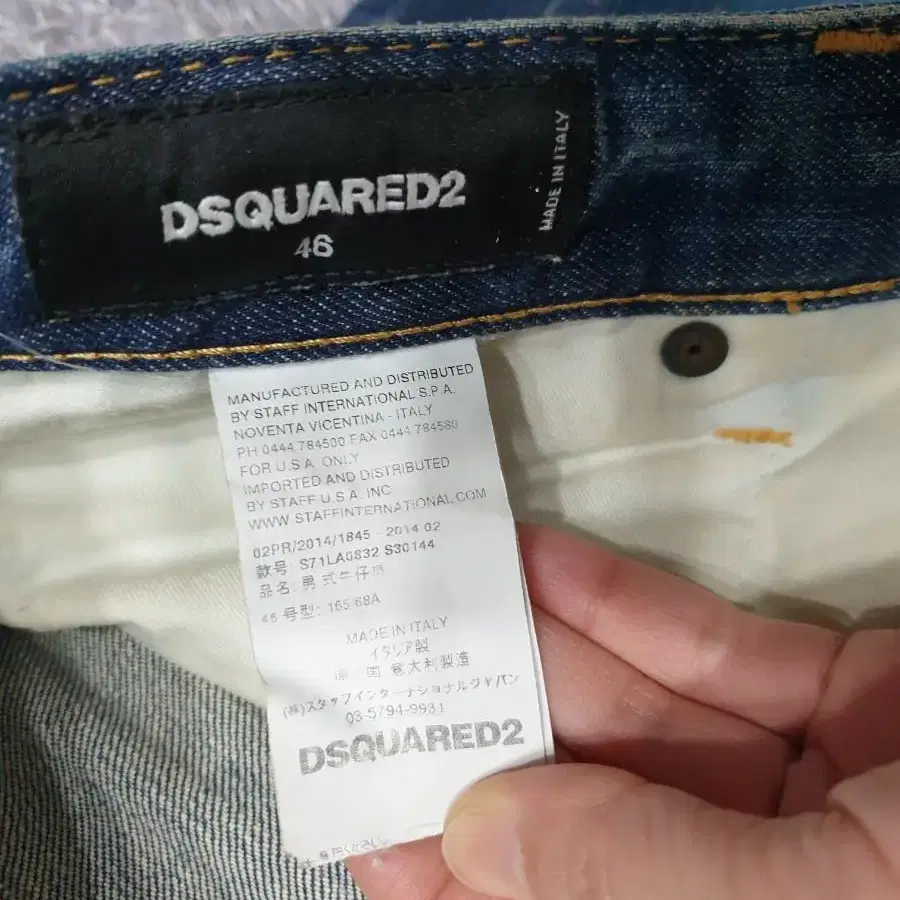 DSQUARED2
46
MADE IN ITALY
MANUFACTURED AND DISTRIBUTED
BY STAFF INTERNATIONAL S.P.A.
NOVENTA VICENTINA - ITALY
PH 0444 784500 FAX 0444 784580
FOR U.S.A. ONLY
IMPORTED AND DISTRIBUTED
BY STAFF U.S.A. INC
WWW.STAFFINTERNATIONAL.COM
02PR/2014/1845 - 2014 02
款号: S71LA0832 S30144
品名: 男式牛仔
46 号型: 165/68A
MADE IN ITALY
イタリア製
原 国 意大利製造
(株)スタッフインターナショナルジャパン
03-5794-9931
DSQUARED2
ください